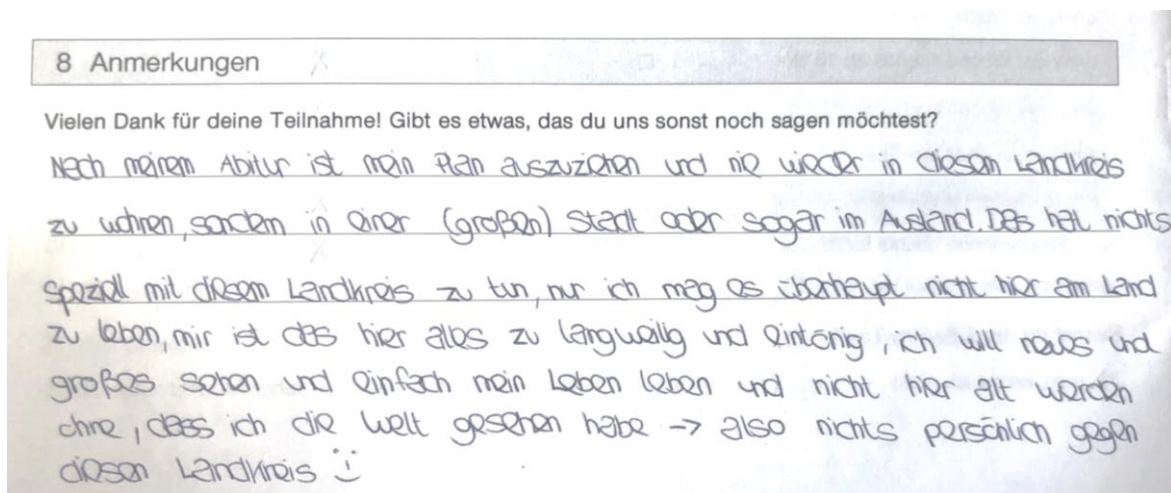 8 Anmerkungen
Vielen Dank für deine Teilnahme! Gibt es etwas, das du uns sonst noch sagen möchtest?
Nach meinem Abitur ist mein Plan auszuziehen und nie wieder in diesem Landkreis
zu wohnen, sondern in einer (großen) Stadt oder sogar im Ausland. Das hat nichts
speziell mit diesem Landkreis zu tun, nur ich mag es überhaupt nicht hier am Land
zu leben, mir ist das hier alles zu langweilig und eintönig, ich will neues und
großes sehen und einfach mein Leben leben und nicht hier alt werden
ohne, dass ich die Welt gesehen habe -> also nichts persönlich gegen
diesen Landkreis :)